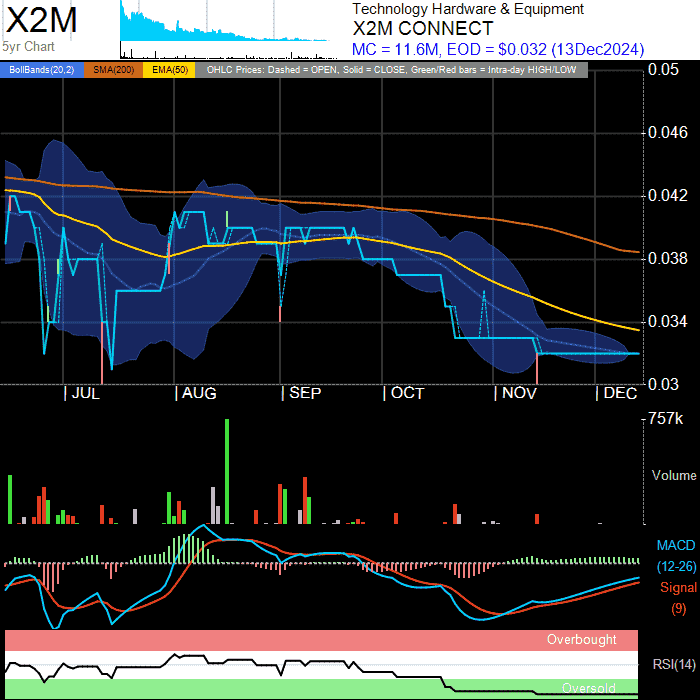 X2M
5yr Chart
Technology Hardware & Equipment
X2M CONNECT
MC = 11.6M, EOD = $0.032 (13Dec2024)
BollBands(20,2) SMA(200) EMA(50) OHLC Prices: Dashed = OPEN, Solid = CLOSE, Green/Red bars = Intra-day HIGH/LOW
0.05
0.046
0.042
0.038
0.034
0.03
| JUL | AUG | SEP | OCT | NOV | DEC
757k
Volume
MACD
(12-26)
Signal
(9)
Overbought
RSI(14)
Oversold